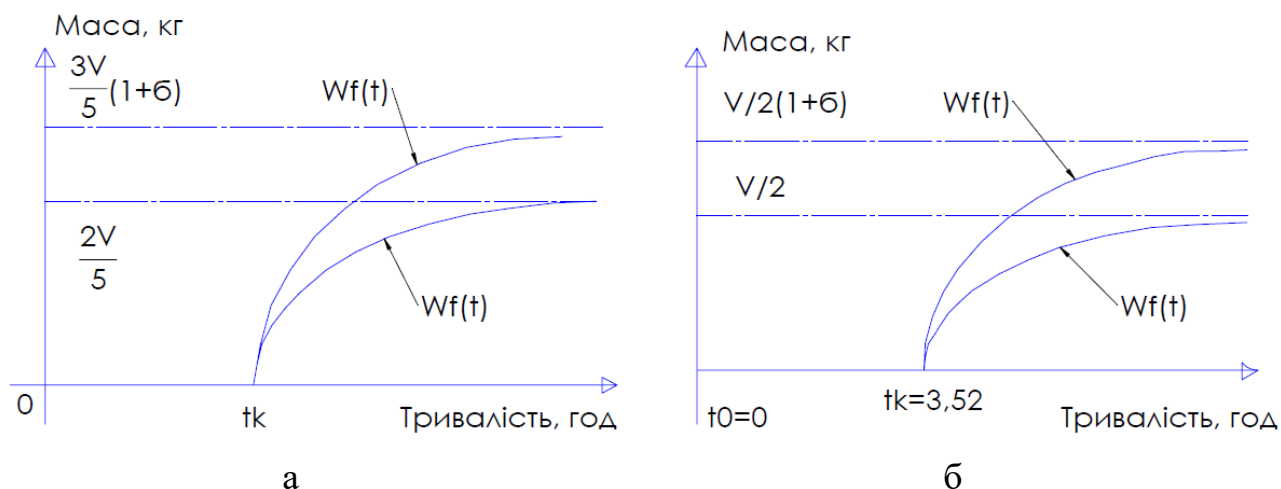 Маса, кг
3V/5(1+б)
Wf(t)
2V/5
Wf(t)
0
tk
Тривалість, год
а
Маса, кг
V/2(1+б)
Wf(t)
V/2
Wf(t)
t0=0
tk=3,52
Тривалість, год
б